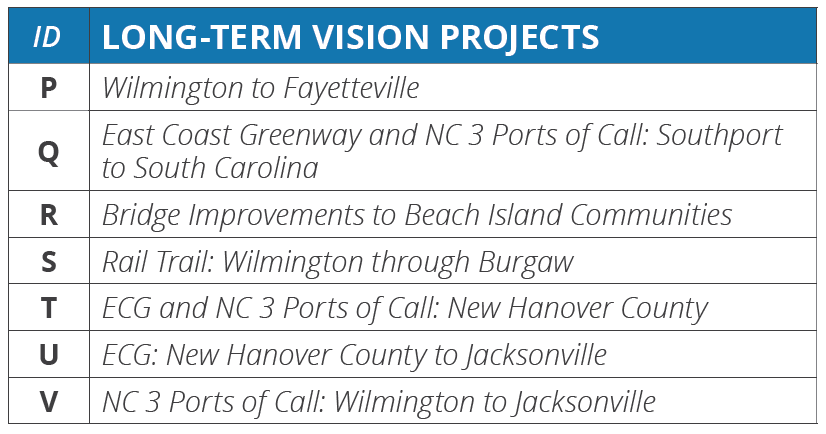 ID LONG-TERM VISION PROJECTS
P Wilmington to Fayetteville
Q East Coast Greenway and NC 3 Ports of Call: Southport
to South Carolina
R Bridge Improvements to Beach Island Communities
S Rail Trail: Wilmington through Burgaw
T ECG and NC 3 Ports of Call: New Hanover County
U ECG: New Hanover County to Jacksonville
V NC 3 Ports of Call: Wilmington to Jacksonville